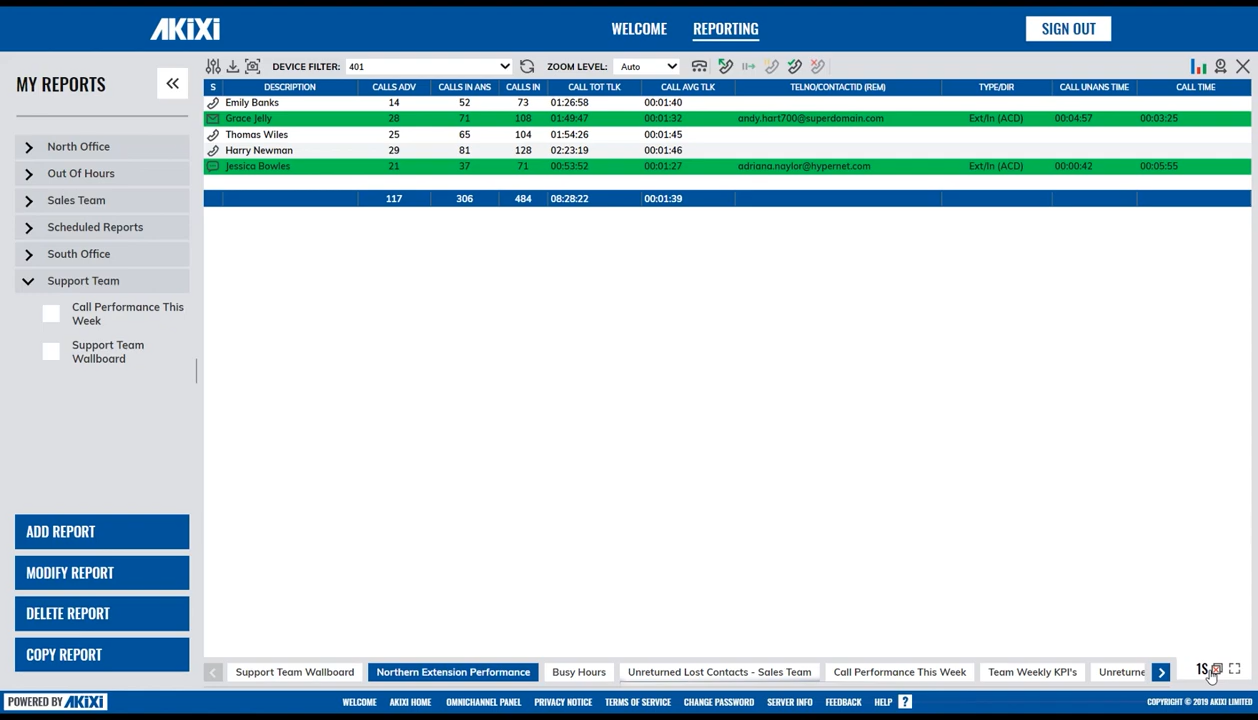 AKIXI
WELCOME
REPORTING
SIGN OUT
MY REPORTS
DEVICE FILTER: 401
ZOOM LEVEL: Auto
S DESCRIPTION CALLS ADV CALLS IN ANS CALLS IN CALL TOT TLK CALL AVG TLK TELNO/CONTACTID (REM) TYPE/DIR CALL UNANS TIME CALL TIME
Emily Banks 14 52 73 01:26:58 00:01:40
Grace Jelly 28 71 108 01:49:47 00:01:32 andy.hart700@superdomain.com Ext/In (ACD) 00:04:57 00:03:25
Thomas Wiles 25 65 104 01:54:26 00:01:45
Harry Newman 29 81 128 02:23:19 00:01:46
Jessica Bowles 21 37 71 00:53:52 00:01:27 adriana.naylor@hypernet.com Ext/In (ACD) 00:00:42 00:05:55
117 306 484 08:28:22 00:01:39
North Office
Out Of Hours
Sales Team
Scheduled Reports
South Office
Support Team
Call Performance This
Week
Support Team
Wallboard
ADD REPORT
MODIFY REPORT
DELETE REPORT
COPY REPORT
Support Team Wallboard Northern Extension Performance Busy Hours Unreturned Lost Contacts - Sales Team Call Performance This Week Team Weekly KPI's Unreturne
1S
POWERED BY AKIXI
WELCOME AKIXI HOME OMNICHANNEL PANEL PRIVACY NOTICE TERMS OF SERVICE CHANGE PASSWORD SERVER INFO FEEDBACK HELP ?
COPYRIGHT © 2019 AKIXI LIMITED